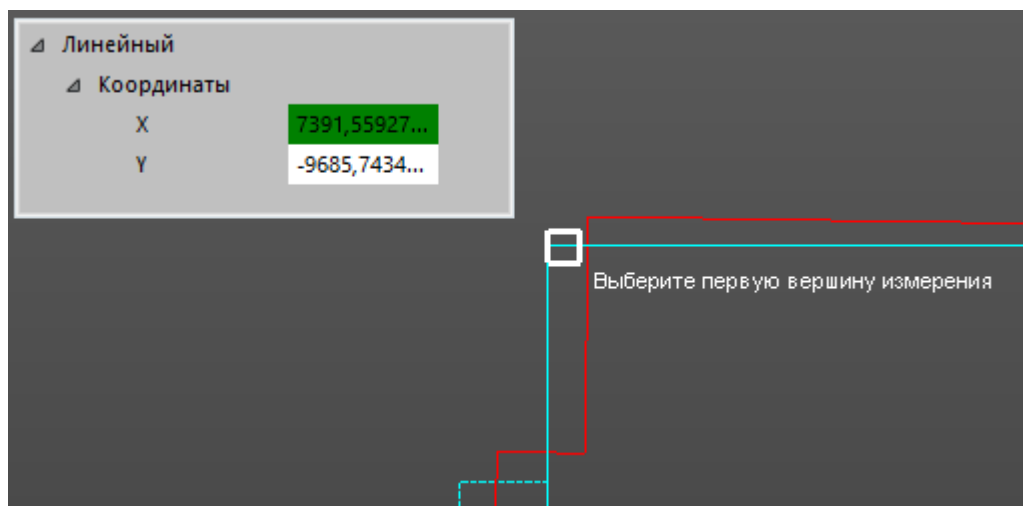 Линейный
Координаты
X
7391,55927...
Y
-9685,7434...
Выберите первую вершину измерения